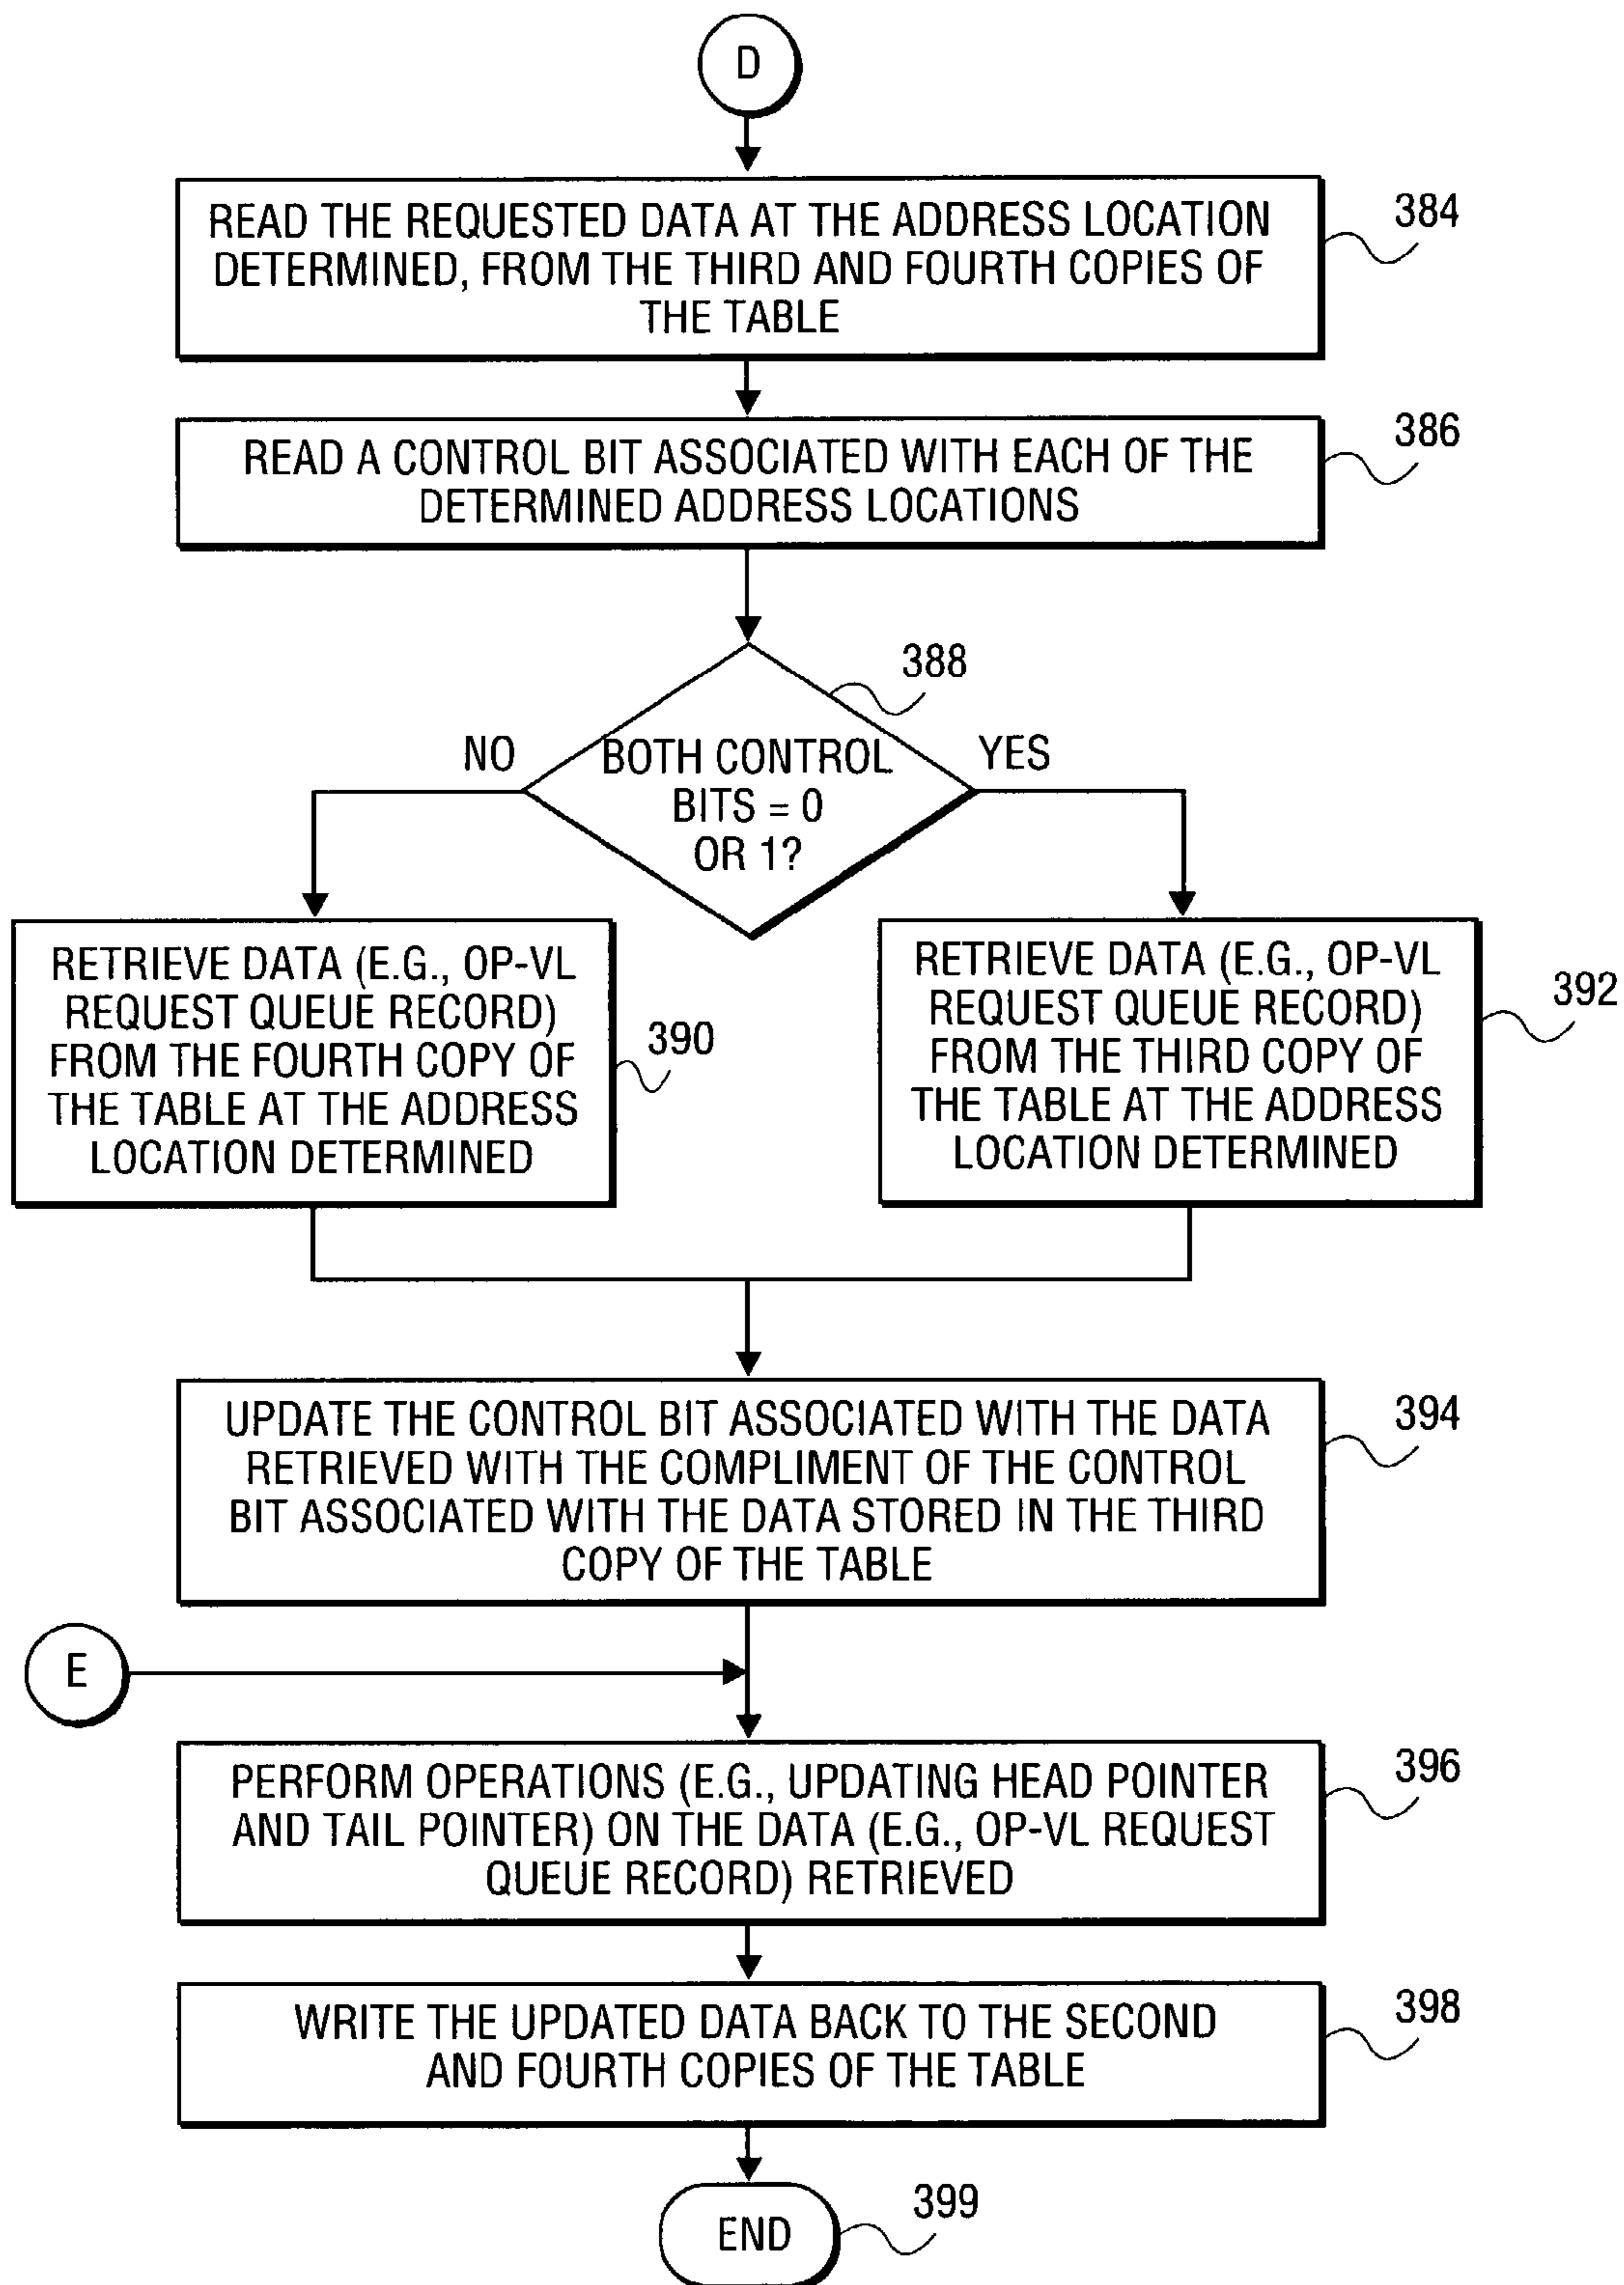 D
READ THE REQUESTED DATA AT THE ADDRESS LOCATION
DETERMINED, FROM THE THIRD AND FOURTH COPIES OF
THE TABLE
384
READ A CONTROL BIT ASSOCIATED WITH EACH OF THE
DETERMINED ADDRESS LOCATIONS
386
388
NO
BOTH CONTROL
BITS = 0
OR 1?
YES
RETRIEVE DATA (E.G., OP-VL
REQUEST QUEUE RECORD)
FROM THE FOURTH COPY OF
THE TABLE AT THE ADDRESS
LOCATION DETERMINED
390
RETRIEVE DATA (E.G., OP-VL
REQUEST QUEUE RECORD)
FROM THE THIRD COPY OF
THE TABLE AT THE ADDRESS
LOCATION DETERMINED
392
UPDATE THE CONTROL BIT ASSOCIATED WITH THE DATA
RETRIEVED WITH THE COMPLIMENT OF THE CONTROL
BIT ASSOCIATED WITH THE DATA STORED IN THE THIRD
COPY OF THE TABLE
394
E
PERFORM OPERATIONS (E.G., UPDATING HEAD POINTER
AND TAIL POINTER) ON THE DATA (E.G., OP-VL REQUEST
QUEUE RECORD) RETRIEVED
396
WRITE THE UPDATED DATA BACK TO THE SECOND
AND FOURTH COPIES OF THE TABLE
398
END
399